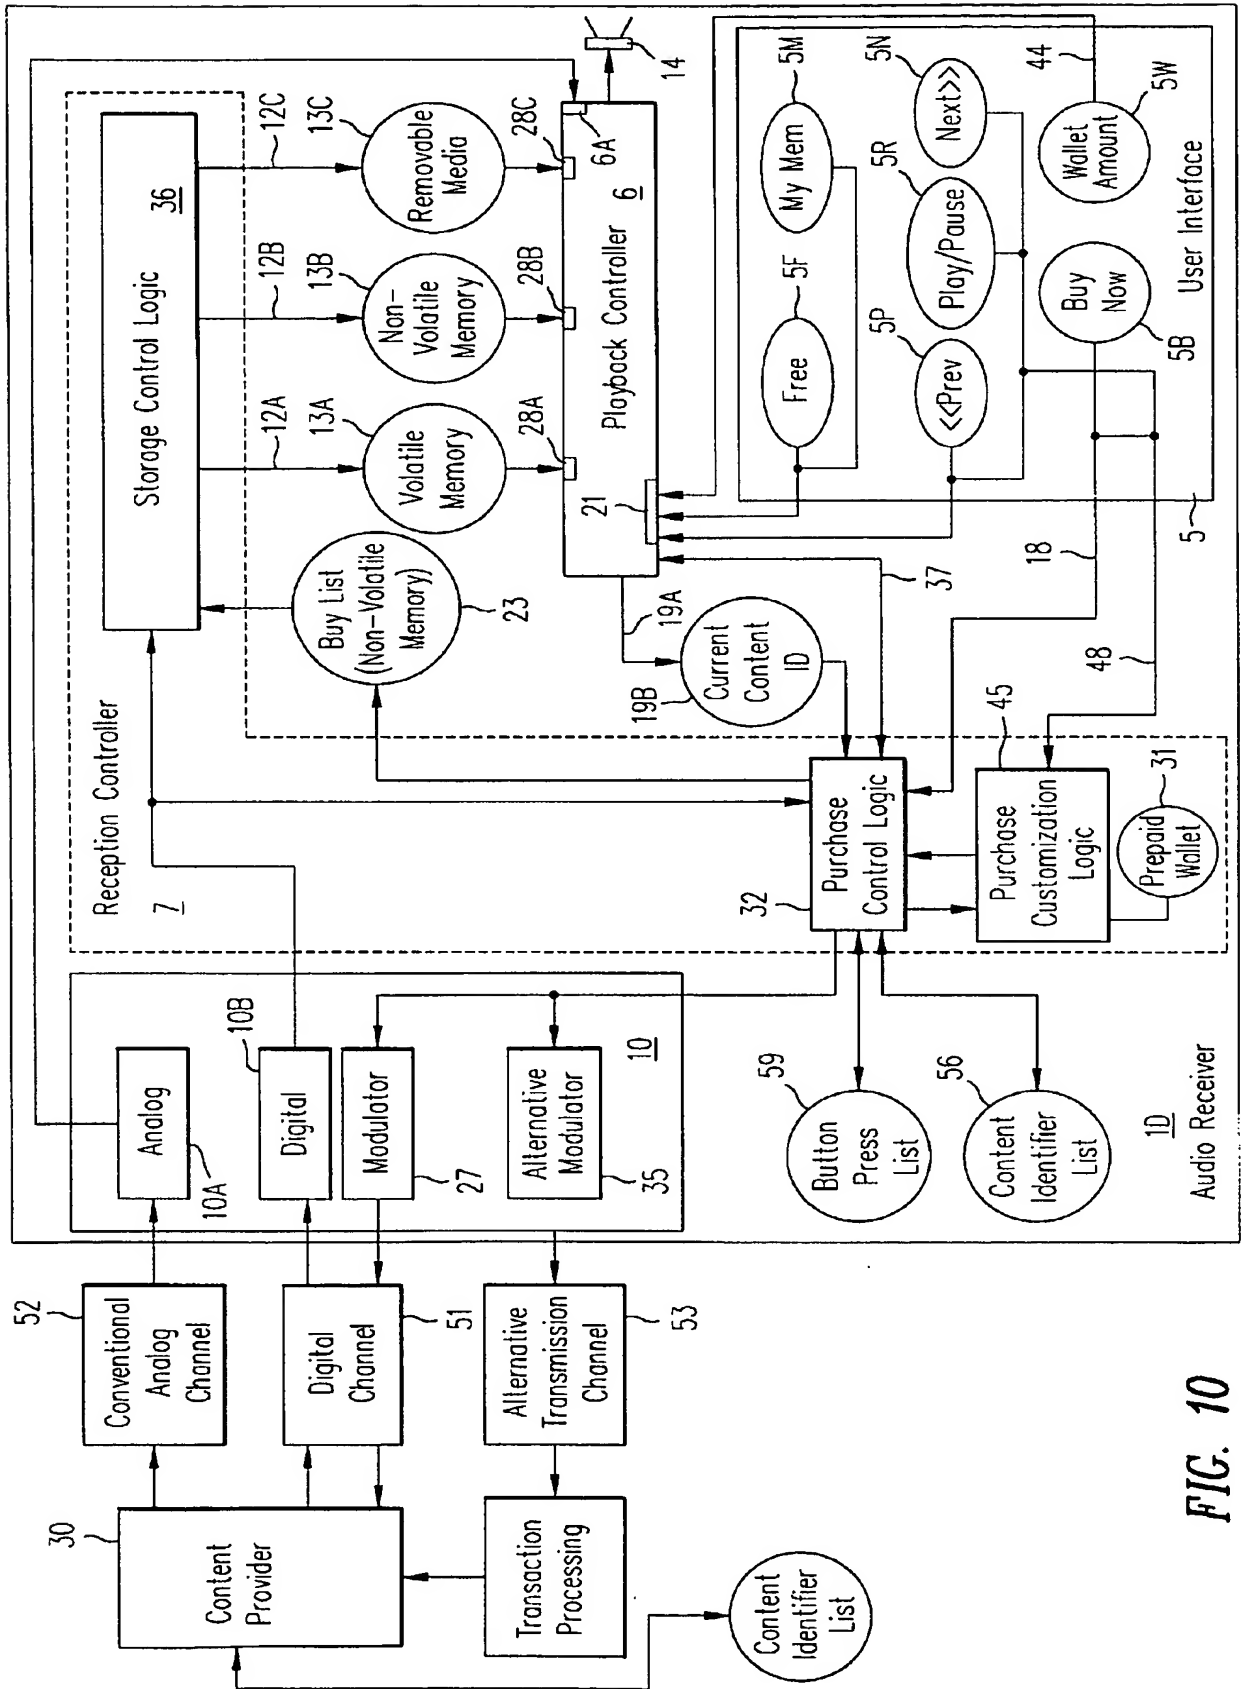 30
Content
Provider
Transaction
Processing
Content
Identifier
List
52
Conventional
Analog
Channel
Digital
Channel
51
Alternative
Transmission
Channel
53
Analog
10A
10B
Digital
Modulator
27
Alternative
Modulator
35
10
59
Button
Press
List
56
Content
Identifier
List
1D
Audio Receiver
Reception Controller
7
32
Purchase
Control Logic
45
Purchase
Customization
Logic
31
Prepaid
Wallet
Storage Control Logic
36
Buy List
(Non-Volatile
Memory)
23
12A
12B
12C
13A
Volatile
Memory
13B
Non-
Volatile
Memory
13C
Removable
Media
28A
28B
28C
6A
14
Playback Controller
6
21
19A
19B
Current
Content
ID
37
18
48
44
5F
Free
5M
My Mem
5P
<<Prev
5R
Play/Pause
5N
Next>>
Buy
Now
5B
Wallet
Amount
5W
User Interface
5
FIG. 10